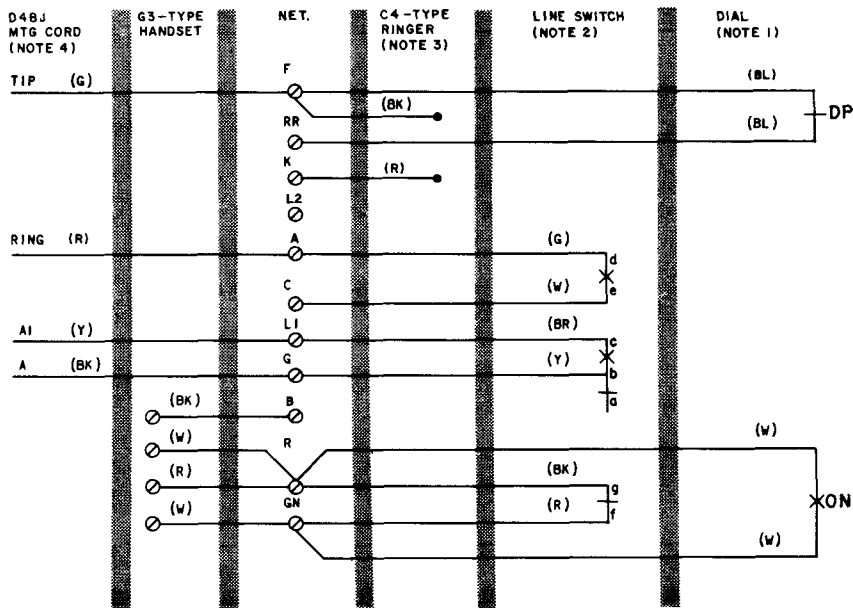 D48J
MTG CORD
(NOTE 4)
G3-TYPE
HANDSET
NET.
C4-TYPE
RINGER
(NOTE 3)
LINE SWITCH
(NOTE 2)
DIAL
(NOTE 1)
F
TIP (G)
(BL)
(BK)
DP
RR
(BL)
K
(R)
L2
RING (R)
A
(G)
d
e
C
(W)
L1
(BR)
A1 (Y)
c
G
(Y)
b
A (BK)
a
(BK)
B
(W)
R
(W)
(R)
(BK)
g
ON
GN
(R)
f
(W)
(W)